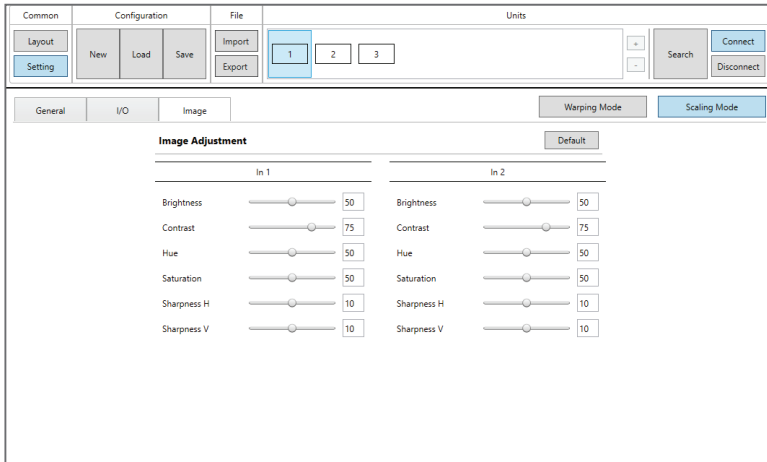 Common Configuration File Units
Layout New Load Save Import 1 2 3 + Search Connect
Setting Export - Disconnect
General I/O Image Warping Mode Scaling Mode
Image Adjustment Default
In 1 In 2
Brightness 50 Brightness 50
Contrast 75 Contrast 75
Hue 50 Hue 50
Saturation 50 Saturation 50
Sharpness H 10 Sharpness H 10
Sharpness V 10 Sharpness V 10